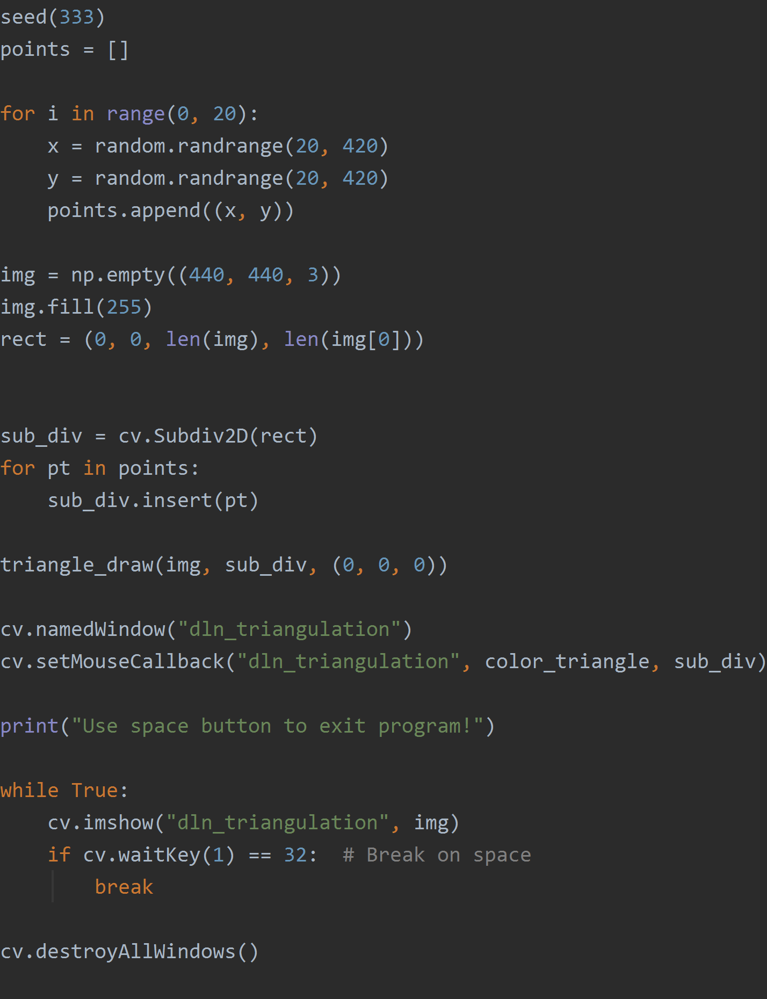 seed(333)
points = []
for i in range(0, 20):
    x = random.randrange(20, 420)
    y = random.randrange(20, 420)
    points.append((x, y))
img = np.empty((440, 440, 3))
img.fill(255)
rect = (0, 0, len(img), len(img[0]))
sub_div = cv.Subdiv2D(rect)
for pt in points:
    sub_div.insert(pt)
triangle_draw(img, sub_div, (0, 0, 0))
cv.namedWindow("dln_triangulation")
cv.setMouseCallback("dln_triangulation", color_triangle, sub_div)
print("Use space button to exit program!")
while True:
    cv.imshow("dln_triangulation", img)
    if cv.waitKey(1) == 32:  # Break on space
        break
cv.destroyAllWindows()